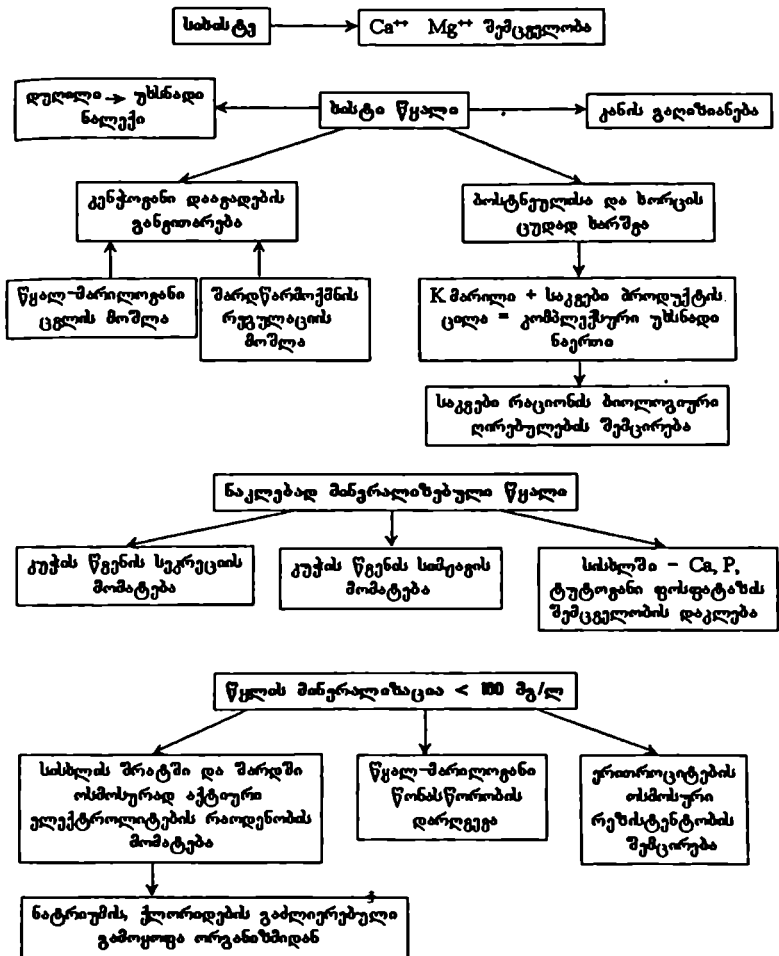 სიხისტე → Ca⁺⁺ Mg⁺⁺ შემცველობა
დუღილი → უხსნადი
ნალექი
ხისტი წყალი
კანის გაღიზიანება
კენჭოვანი დაავადების
განვითარება
ბოსტნეულისა და ხორცის
ცუდად ხარშვა
წყალ-მარილოვანი
ცვლის მოშლა
შარდწარმოქმნის
რეგულაციის
მოშლა
K მარილი + საკვები პროდუქტის
ცილა = კომპლექსური უხსნადი
ნაერთი
საკვები რაციონის ბიოლოგიური
ღირებულების შემცირება
ნაკლებად მინერალიზებული წყალი
კუჭის წვენის სეკრეციის
მომატება
კუჭის წვენის სიმჟავის
მომატება
სისხლში – Ca, P,
ტუტოვანი ფოსფატაზის
შემცველობის დაკლება
წყლის მინერალიზაცია < 100 მგ/ლ
სისხლის შრატში და შარდში
ოსმოსურად აქტიური
ელექტროლიტების რაოდენობის
მომატება
წყალ-მარილოვანი
წონასწორობის
დარღვევა
ერითროციტების
ოსმოსური
რეზისტენტობის
შემცირება
ნატრიუმის, ქლორიდების გაძლიერებული
გამოყოფა ორგანიზმიდან